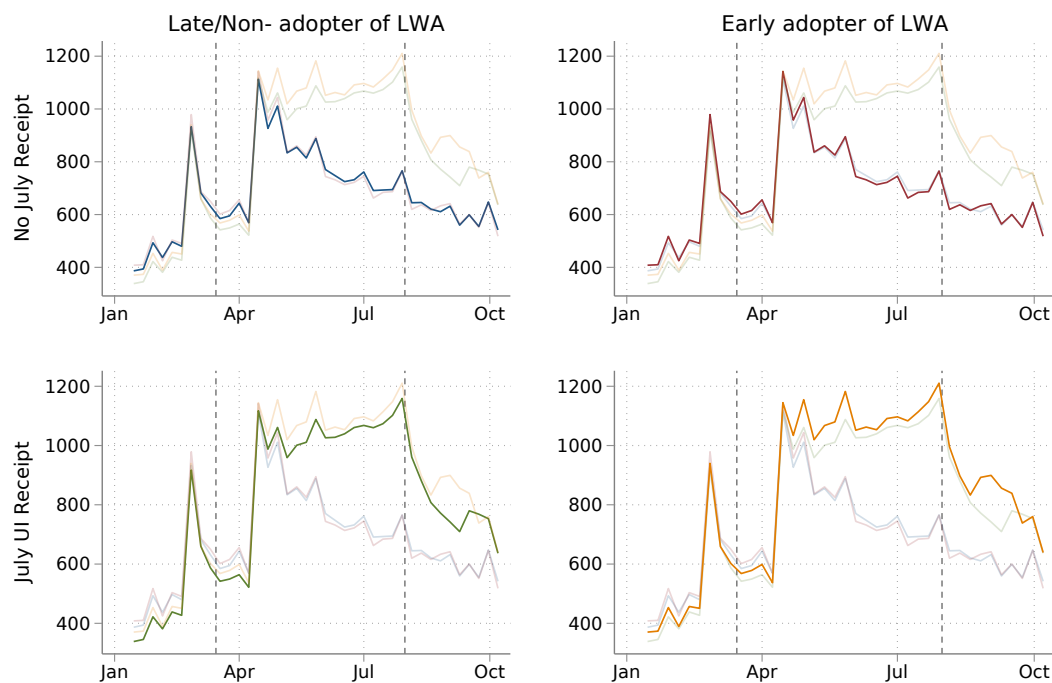 Late/Non- adopter of LWA
Early adopter of LWA
No July Receipt
1200
1000
800
600
400
Jan
Apr
Jul
Oct
1200
1000
800
600
400
Jan
Apr
Jul
Oct
July UI Receipt
1200
1000
800
600
400
Jan
Apr
Jul
Oct
1200
1000
800
600
400
Jan
Apr
Jul
Oct